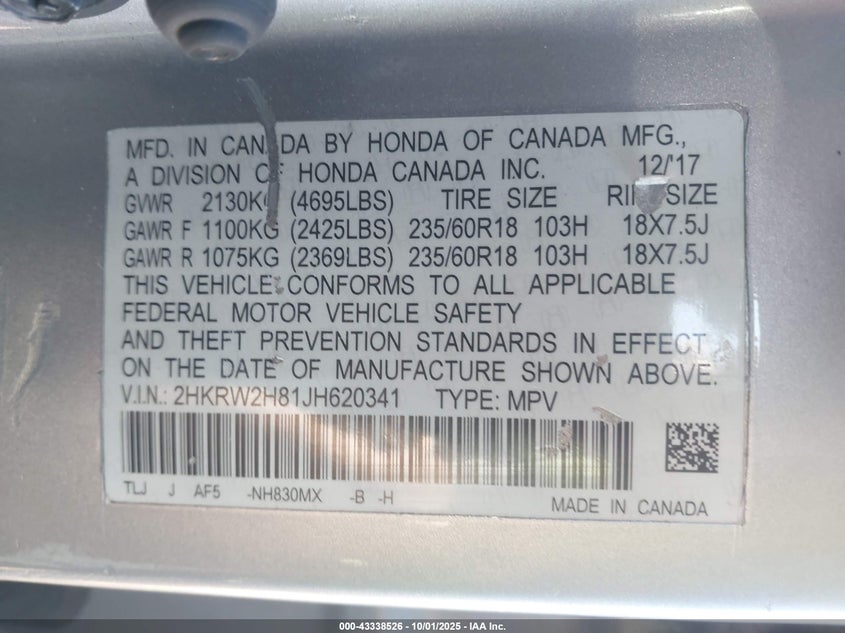 MFD. IN CANADA BY HONDA OF CANADA MFG.,
A DIVISION OF HONDA CANADA INC. 12/'17
GVWR 2130KG (4695LBS) TIRE SIZE RIM SIZE
GAWR F 1100KG (2425LBS) 235/60R18 103H 18X7.5J
GAWR R 1075KG (2369LBS) 235/60R18 103H 18X7.5J
THIS VEHICLE CONFORMS TO ALL APPLICABLE
FEDERAL MOTOR VEHICLE SAFETY
AND THEFT PREVENTION STANDARDS IN EFFECT
ON THE DATE OF MANUFACTURE SHOWN ABOVE.
V.I.N.: 2HKRW2H81JH620341 TYPE: MPV
TLJ J AF5 -NH830MX -B -H
MADE IN CANADA
000-43338526 - 10/01/2025 - IAA Inc.